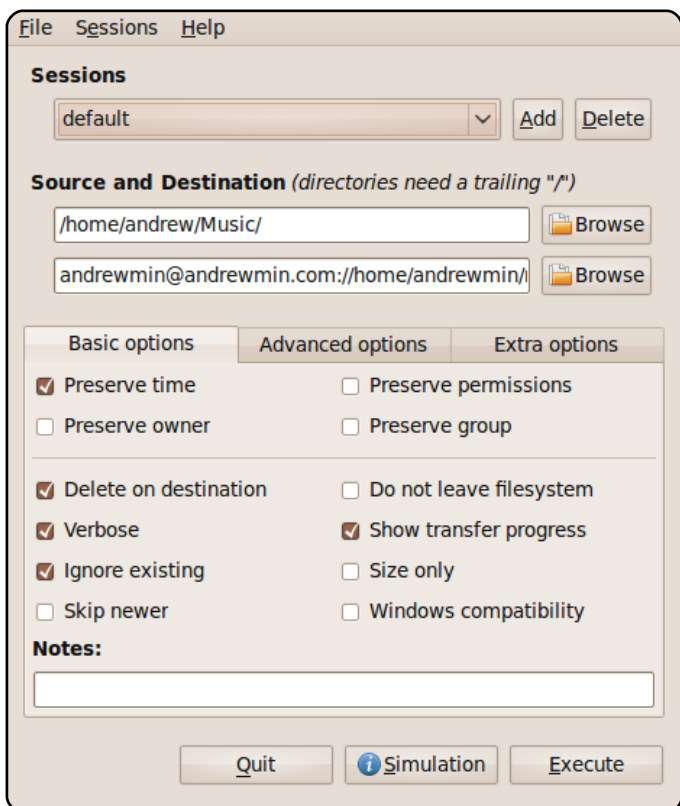 File Sessions Help
Sessions
default Add Delete
Source and Destination (directories need a trailing "/")
/home/andrew/Music/ Browse
andrewmin@andrewmin.com://home/andrewmin/ Browse
Basic options Advanced options Extra options
Preserve time Preserve permissions
Preserve owner Preserve group
Delete on destination Do not leave filesystem
Verbose Show transfer progress
Ignore existing Size only
Skip newer Windows compatibility
Notes:
Quit Simulation Execute